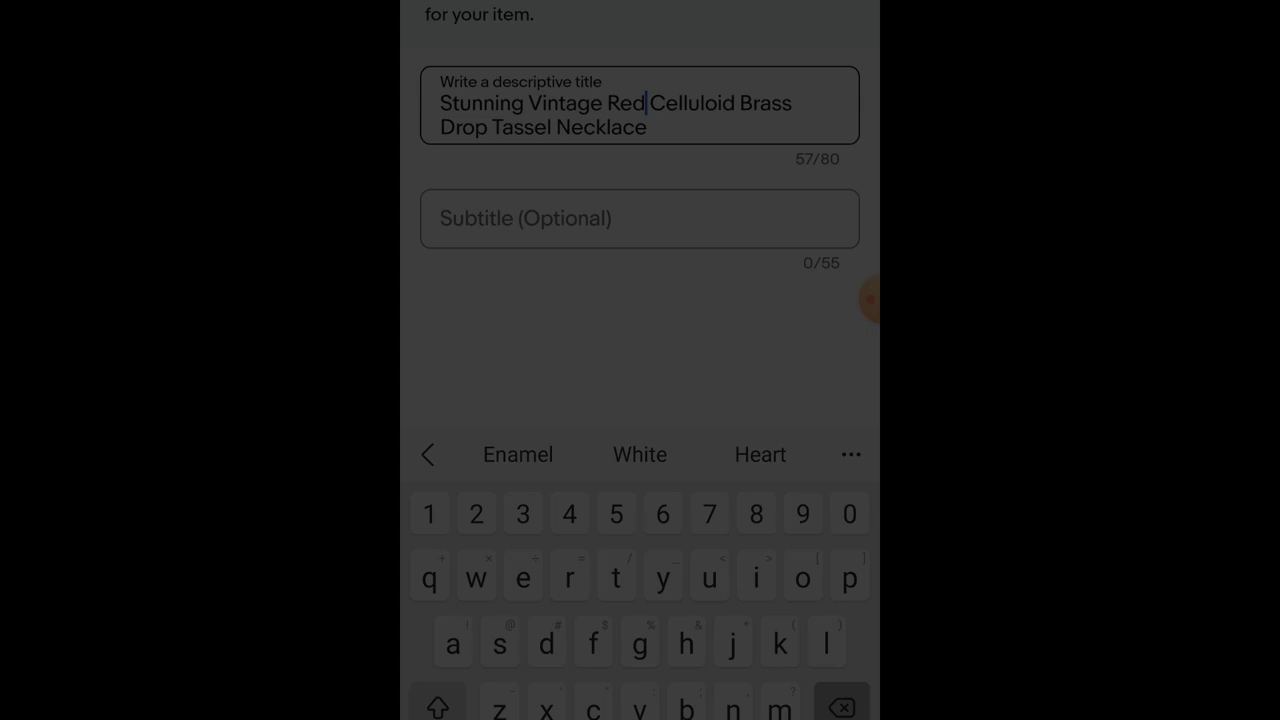 for your item.
Write a descriptive title
Stunning Vintage Red Celluloid Brass
Drop Tassel Necklace
57/80
Subtitle (Optional)
0/55
Enamel White Heart ...
1 2 3 4 5 6 7 8 9 0
+ × ÷ = / _ < > [ ]
q w e r t y u i o p
! @ # $ % & * ( )
a s d f g h j k l
- ' " : ; , ?
z x c v b n m